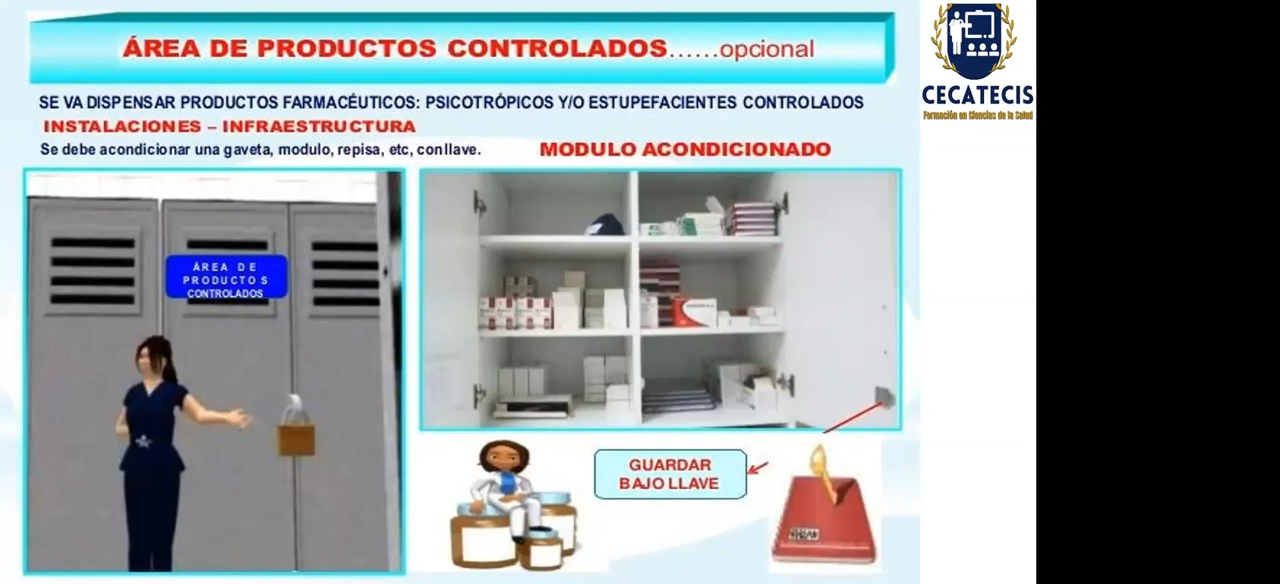 ÁREA DE PRODUCTOS CONTROLADOS......opcional
CECATECIS
Formación en Ciencias de la Salud
SE VA DISPENSAR PRODUCTOS FARMACÉUTICOS: PSICOTRÓPICOS Y/O ESTUPEFACIENTES CONTROLADOS
INSTALACIONES – INFRAESTRUCTURA
Se debe acondicionar una gaveta, modulo, repisa, etc, con llave.
MODULO ACONDICIONADO
ÁREA DE
PRODUCTOS
CONTROLADOS
GUARDAR
BAJO LLAVE